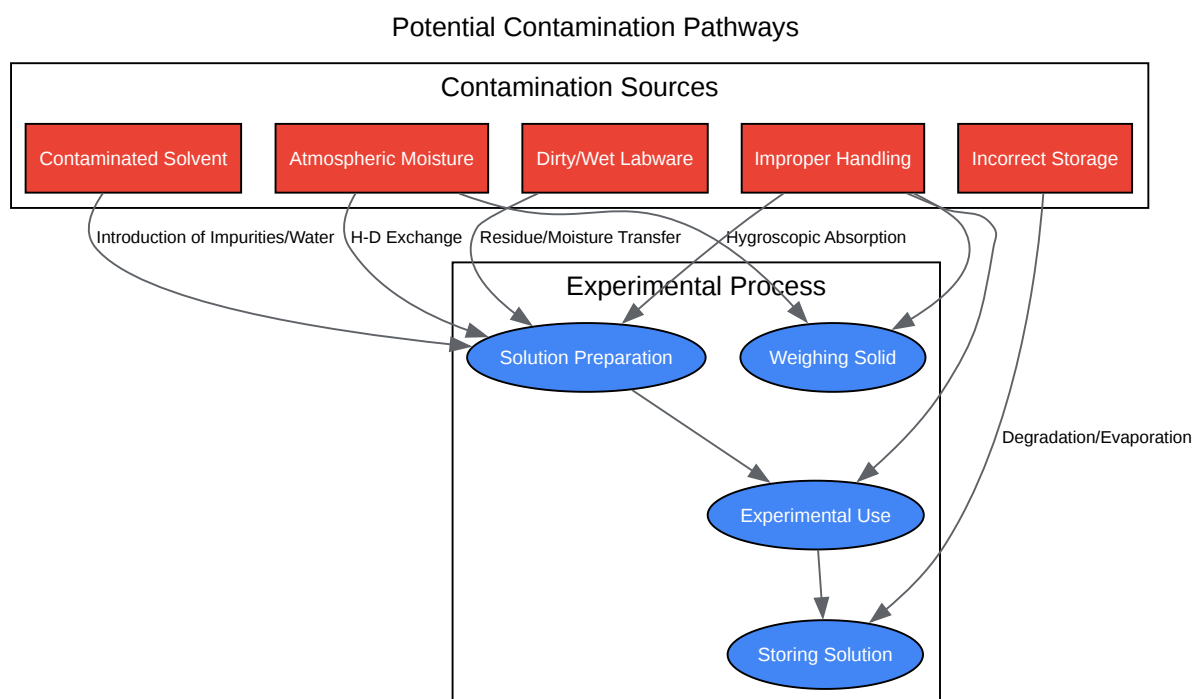 Potential Contamination Pathways
Contamination Sources
Contaminated Solvent
Atmospheric Moisture
Dirty/Wet Labware
Improper Handling
Incorrect Storage
Introduction of Impurities/Water
H-D Exchange
Residue/Moisture Transfer
Hygroscopic Absorption
Experimental Process
Solution Preparation
Weighing Solid
Degradation/Evaporation
Experimental Use
Storing Solution